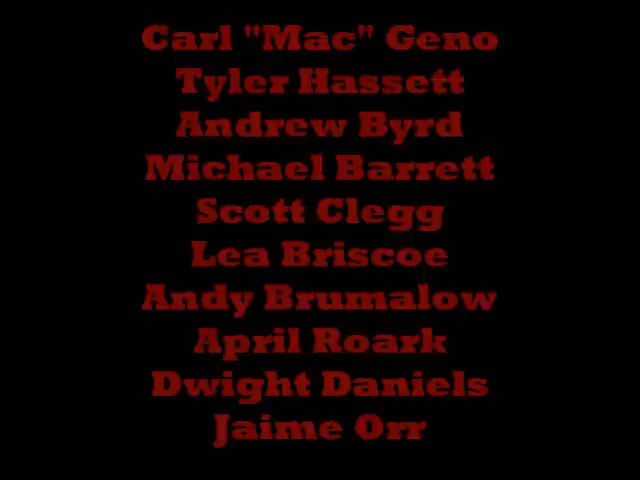 Carl "Mac" Geno
Tyler Hassett
Andrew Byrd
Michael Barrett
Scott Clegg
Lea Briscoe
Andy Brumalow
April Roark
Dwight Daniels
Jaime Orr